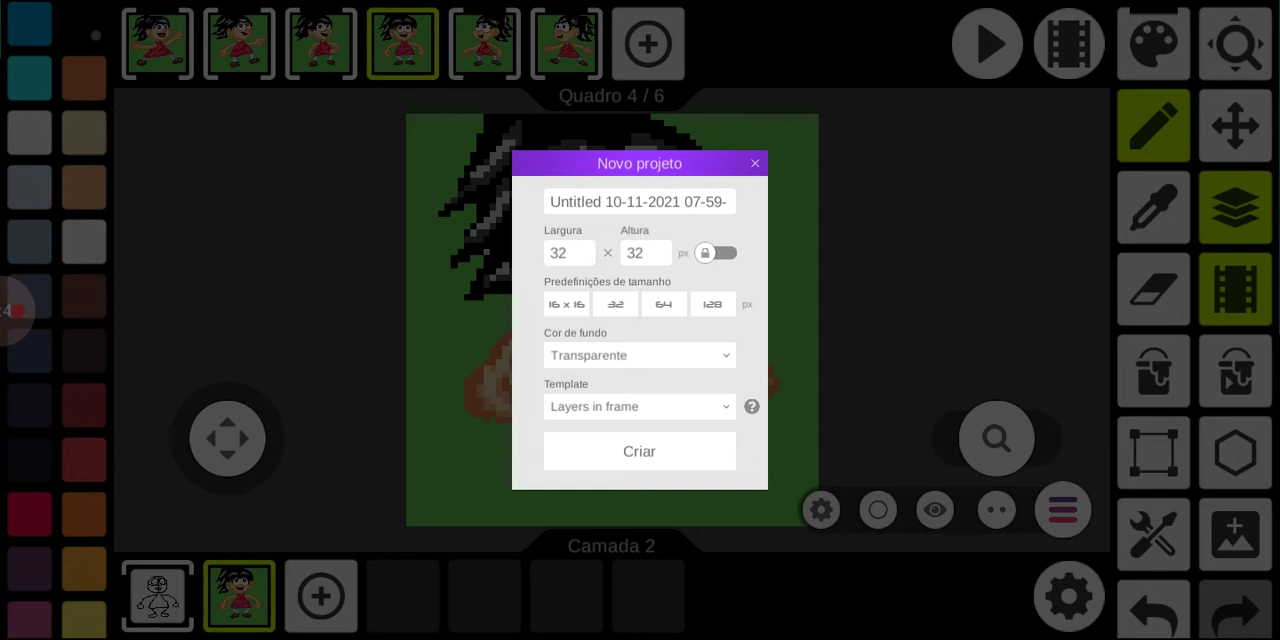 Quadro 4 / 6
Novo projeto
Untitled 10-11-2021 07-59-
Largura
Altura
32 × 32 px
Predefinições de tamanho
16 x 16 32 64 128 px
Cor de fundo
Transparente
Template
Layers in frame
?
Criar
:4
Camada 2